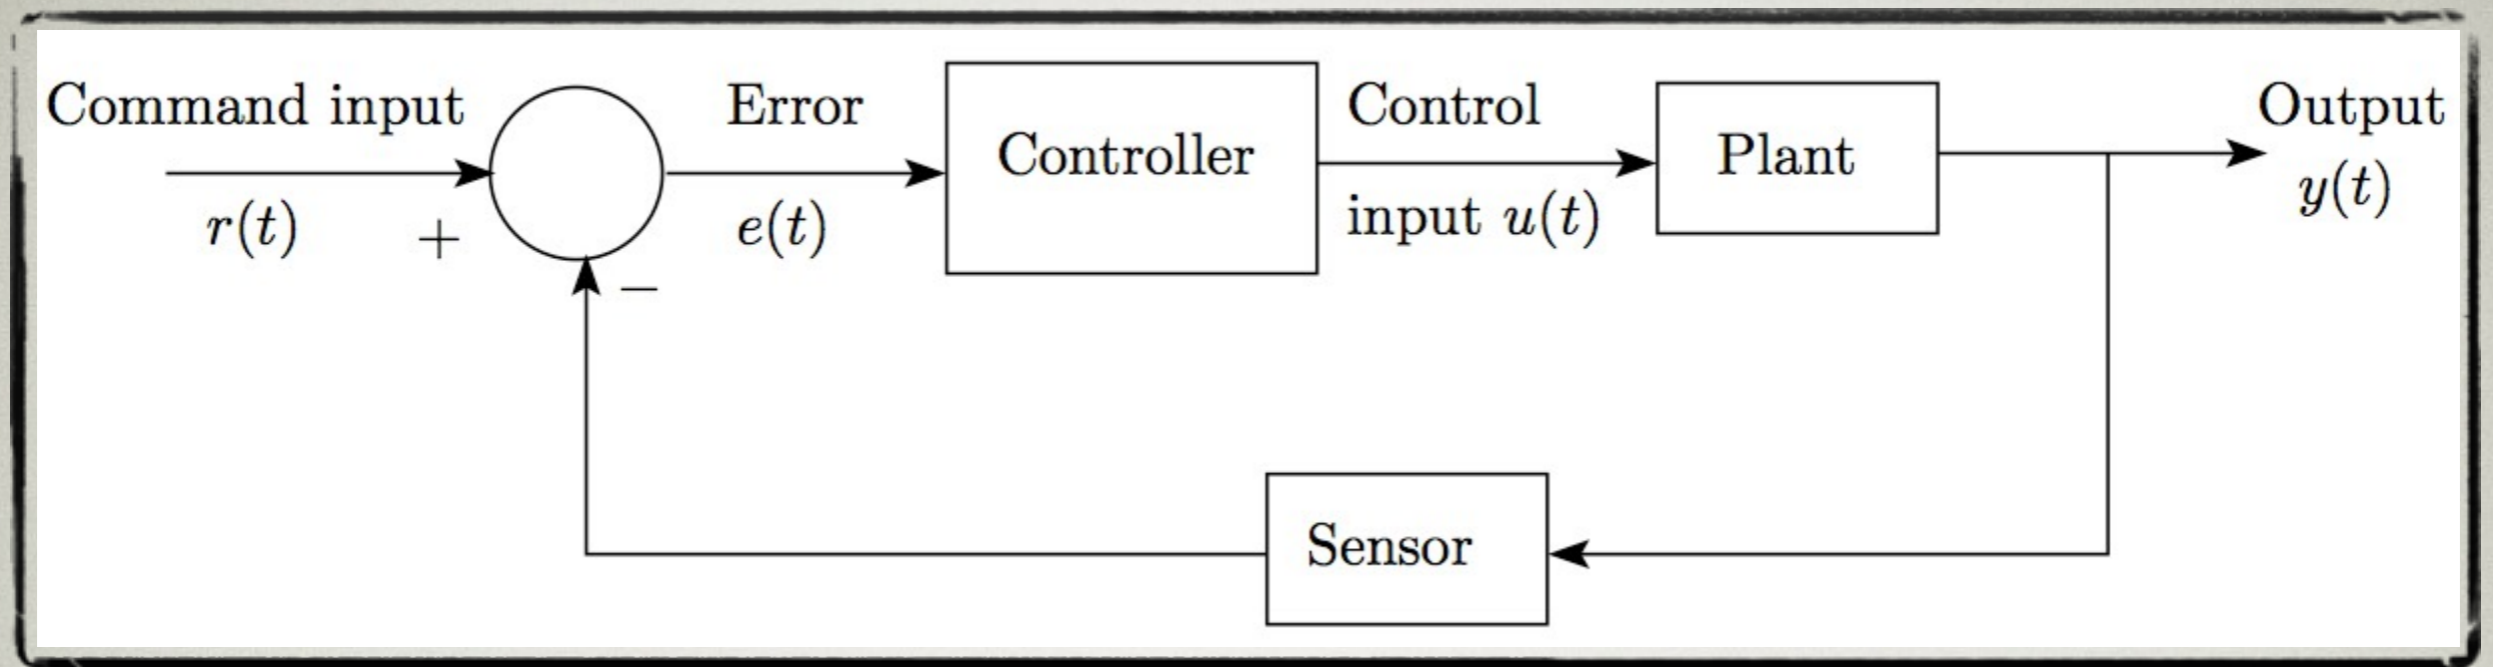 Command input
r(t)
+
−
Error
e(t)
Controller
Control
input u(t)
Plant
Output
y(t)
Sensor